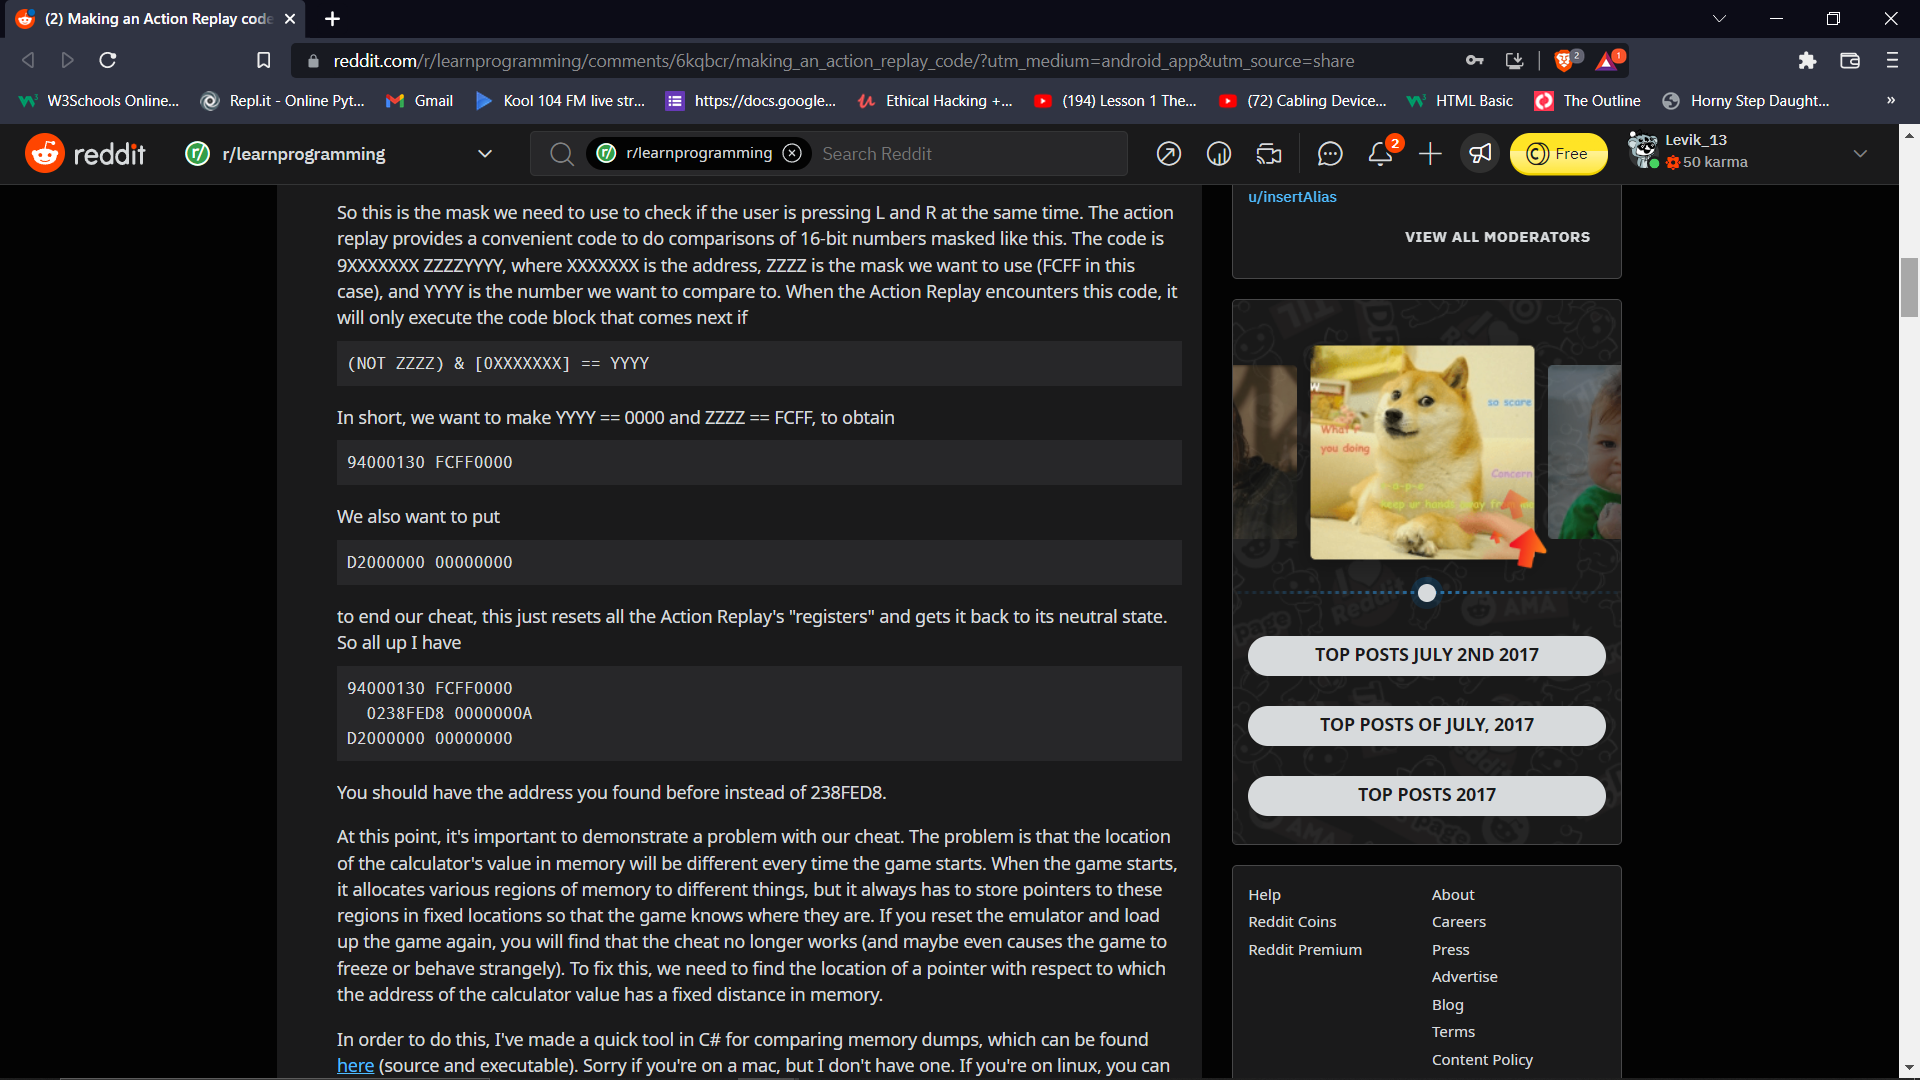 (2) Making an Action Replay code
reddit.com/r/learnprogramming/comments/6kqbcr/making_an_action_replay_code/?utm_medium=android_app&utm_source=share
2
1
W3Schools Online...
Repl.it - Online Pyt...
Gmail
Kool 104 FM live str...
https://docs.google...
Ethical Hacking +...
(194) Lesson 1 The...
(72) Cabling Device...
HTML Basic
The Outline
Horny Step Daught...
»
reddit
r/learnprogramming
r/learnprogramming
Search Reddit
2
Free
Levik_13
50 karma
So this is the mask we need to use to check if the user is pressing L and R at the same time. The action
replay provides a convenient code to do comparisons of 16-bit numbers masked like this. The code is
9XXXXXXX ZZZZYYYY, where XXXXXXX is the address, ZZZZ is the mask we want to use (FCFF in this
case), and YYYY is the number we want to compare to. When the Action Replay encounters this code, it
will only execute the code block that comes next if
(NOT ZZZZ) & [0XXXXXXX] == YYYY
In short, we want to make YYYY == 0000 and ZZZZ == FCFF, to obtain
94000130 FCFF0000
We also want to put
D2000000 00000000
to end our cheat, this just resets all the Action Replay's "registers" and gets it back to its neutral state.
So all up I have
94000130 FCFF0000
0238FED8 0000000A
D2000000 00000000
You should have the address you found before instead of 238FED8.
At this point, it's important to demonstrate a problem with our cheat. The problem is that the location
of the calculator's value in memory will be different every time the game starts. When the game starts,
it allocates various regions of memory to different things, but it always has to store pointers to these
regions in fixed locations so that the game knows where they are. If you reset the emulator and load
up the game again, you will find that the cheat no longer works (and maybe even causes the game to
freeze or behave strangely). To fix this, we need to find the location of a pointer with respect to which
the address of the calculator value has a fixed distance in memory.
In order to do this, I've made a quick tool in C# for comparing memory dumps, which can be found
here (source and executable). Sorry if you're on a mac, but I don't have one. If you're on linux, you can
u/insertAlias
VIEW ALL MODERATORS
so scare
you doing
Concern
TOP POSTS JULY 2ND 2017
TOP POSTS OF JULY, 2017
TOP POSTS 2017
Help
Reddit Coins
Reddit Premium
About
Careers
Press
Advertise
Blog
Terms
Content Policy